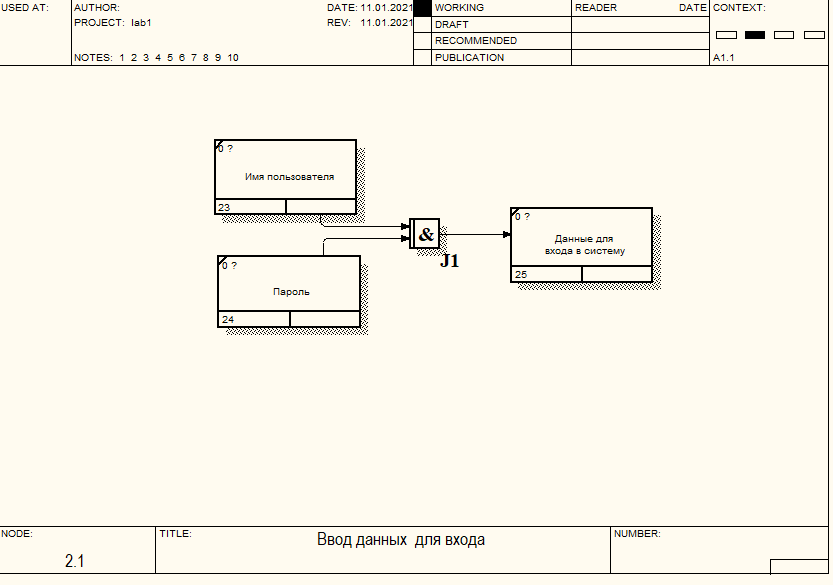 USED AT:
AUTHOR:
PROJECT: lab1
DATE: 11.01.2021
REV: 11.01.2021
NOTES: 1 2 3 4 5 6 7 8 9 10
WORKING
DRAFT
RECOMMENDED
PUBLICATION
READER DATE
CONTEXT:
A1.1
0 ?
Имя пользователя
23
0 ?
Пароль
24
&
J1
0 ?
Данные для
входа в систему
25
NODE:
2.1
TITLE:
Ввод данных для входа
NUMBER: